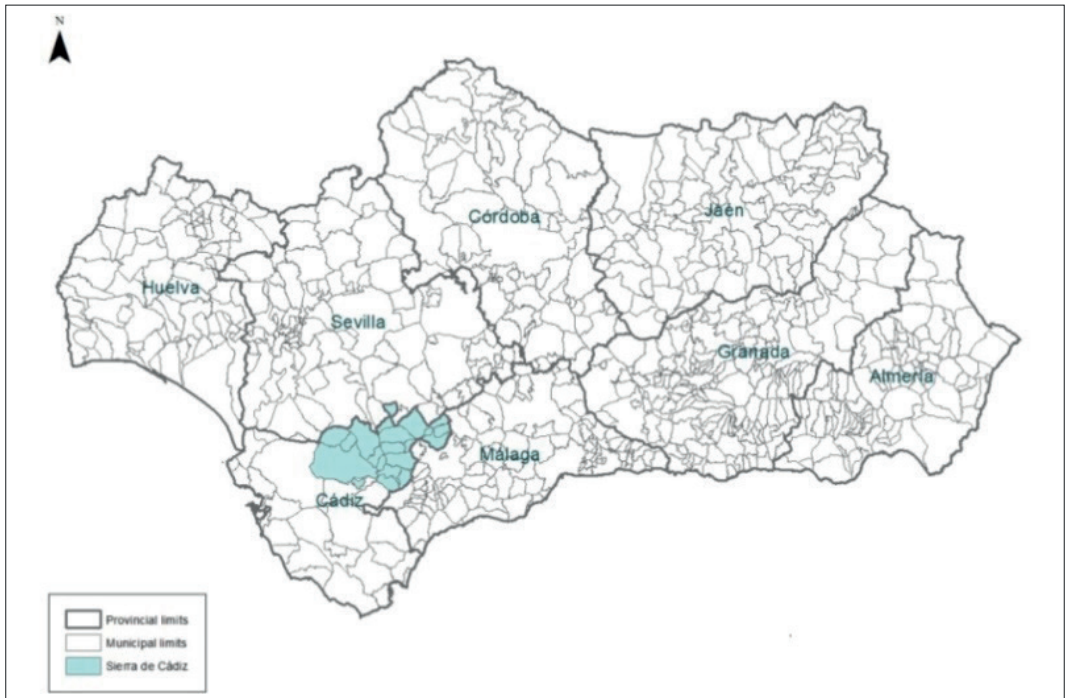 N
Córdoba
Jaén
Huelva
Sevilla
Granada
Almería
Málaga
Cádiz
Provincial limits
Municipal limits
Sierra de Cádiz